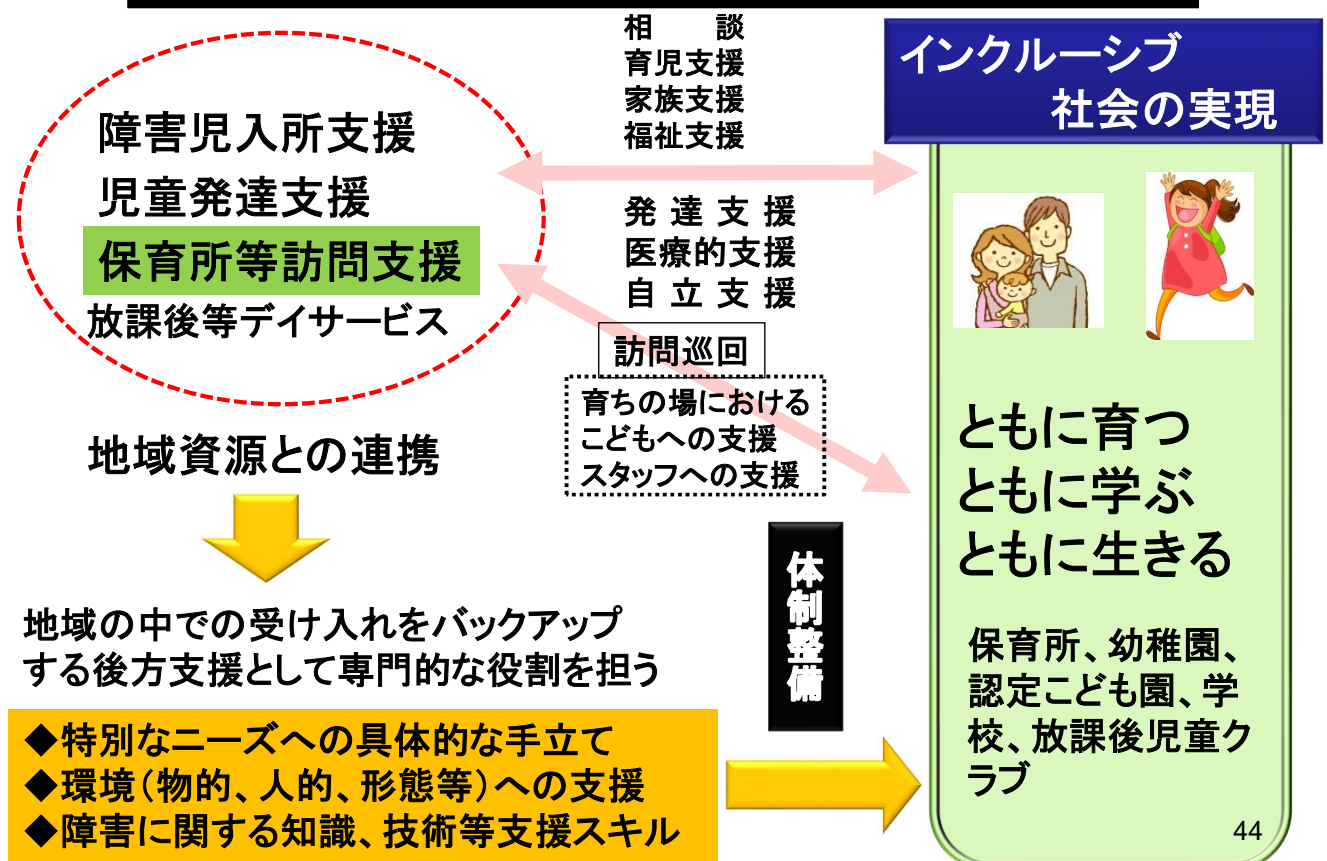 障害児入所支援
児童発達支援
保育所等訪問支援
放課後等デイサービス
地域資源との連携
地域の中での受け入れをバックアップ
する後方支援として専門的な役割を担う
◆特別なニーズへの具体的な手立て
◆環境(物的、人的、形態等)への支援
◆障害に関する知識、技術等支援スキル
相　談
育児支援
家族支援
福祉支援
発達支援
医療的支援
自立支援
訪問巡回
育ちの場における
こどもへの支援
スタッフへの支援
体制整備
インクルーシブ
社会の実現
ともに育つ
ともに学ぶ
ともに生きる
保育所、幼稚園、
認定こども園、学
校、放課後児童ク
ラブ
44